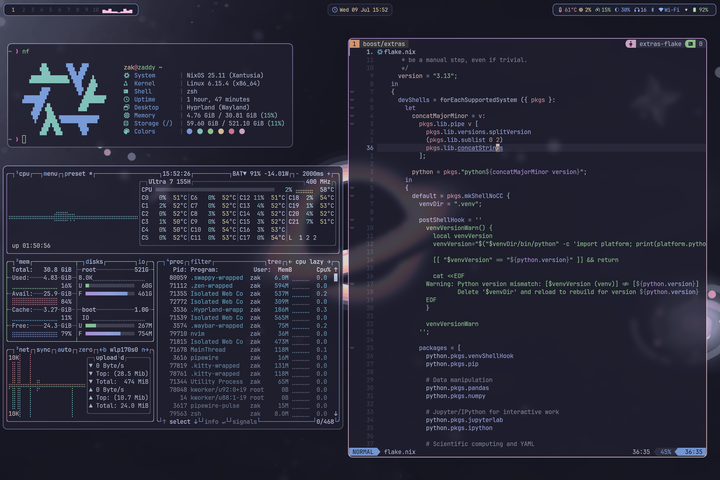 1 2 3 4 5 6 7 8 9 10
Wed 09 Jul 15:52
61°C 2% 15% 30% 16 Wi-Fi 92%
nf
zak@zaddy ~
System | NixOS 25.11 (Xantusia)
Kernel | Linux 6.15.4 (x86_64)
Shell | zsh
Uptime | 1 hour, 47 minutes
Desktop | Hyprland (Wayland)
Memory | 4.76 GiB / 30.81 GiB (15%)
Storage (/) | 59.60 GiB / 521.10 GiB (11%)
Colors |
cpu menu preset + 15:52:26 BAT▼ 91% -14.01W - 2000ms +
Ultra 7 155H 400 MHz
CPU 2% 58°C
C0 0% 51°C C6 0% 52°C C12 11% 51°C C18 2% 54°C
C1 2% 52°C C7 0% 52°C C13 0% 52°C C19 1% 53°C
C2 0% 52°C C8 3% 52°C C14 4% 52°C C20 4% 52°C
C3 1% 50°C C9 0% 54°C C15 3% 52°C C21 7% 51°C
C4 0% 50°C C10 0% 54°C C16 3% 53°C
C5 0% 52°C C11 0% 52°C C17 0% 52°C L 1 2 2
up 01:50:56
mem disks io
Total: 30.8 GiB root 521G
Used: 4.83 GiB 8.0K
16% U 60G
Avail: 25.9 GiB F 461G
84%
Cache: 3.27 GiB boot 1.0G
11% IO
Free: 24.3 GiB U 267M
79% F 754M
net sync auto zero <b wlp170s0 n>
10K upload
▼ 0 Byte/s
▼ Top: (28.5 Mib)
▼ Total: 474 MiB
▲ 0 Byte/s
▲ Top: (10.7 Mib)
10K ▲ Total: 24.0 MiB
proc filter tree cpu lazy
Pid: Program: User: MemB Cpu%
80059 .swappy-wrapped zak 6.0M 0.0
71112 .zen-wrapped zak 594M 0.1
71355 Isolated Web Co zak 537M 0.2
72772 Isolated Web Co zak 309M 0.0
3536 .Hyprland-wrapp zak 186M 0.3
71539 Isolated Web Co zak 565M 0.0
3574 .waybar-wrapped zak 75M 0.2
79710 nvim zak 36M 0.0
71815 Isolated Web Co zak 473M 0.0
71678 MainThread zak 118M 0.1
3616 pipewire zak 16M 0.0
77819 .kitty-wrapped zak 131M 0.0
78761 .kitty-wrapped zak 118M 0.0
71344 Utility Process zak 65M 0.0
78048 kworker/u92:0-i9 root 0B 0.0
14 kworker/u88:1-i9 root 0B 0.0
3617 pipewire-pulse zak 15M 0.0
79563 zsh zak 8.0M 0.0
↑ select ↓ info signals 0/468
1 boost/extras extras-flake 0
1. flake.nix
* be a manual step, even if trivial.
*/
version = "3.13";
in
{
devShells = forEachSupportedSystem ({ pkgs }:
let
concatMajorMinor = v:
pkgs.lib.pipe v [
pkgs.lib.versions.splitVersion
(pkgs.lib.sublist 0 2)
36 pkgs.lib.concatStrings
];
python = pkgs."python${concatMajorMinor version}";
in
{
default = pkgs.mkShellNoCC {
venvDir = ".venv";
postShellHook = ''
venvVersionWarn() {
local venvVersion
venvVersion="$("$venvDir/bin/python" -c 'import platform; print(platform.pytho
[[ "$venvVersion" == "${python.version}" ]] && return
cat <<EOF
Warning: Python version mismatch: [$venvVersion (venv)] != [${python.version}]
Delete '$venvDir' and reload to rebuild for version ${python.version}
EOF
}
venvVersionWarn
'';
packages = [
python.pkgs.venvShellHook
python.pkgs.pip
# Data manipulation
python.pkgs.pandas
python.pkgs.numpy
# Jupyter/IPython for interactive work
python.pkgs.jupyterlab
python.pkgs.ipython
# Scientific computing and YAML
NORMAL flake.nix 36:35 45% 36:35